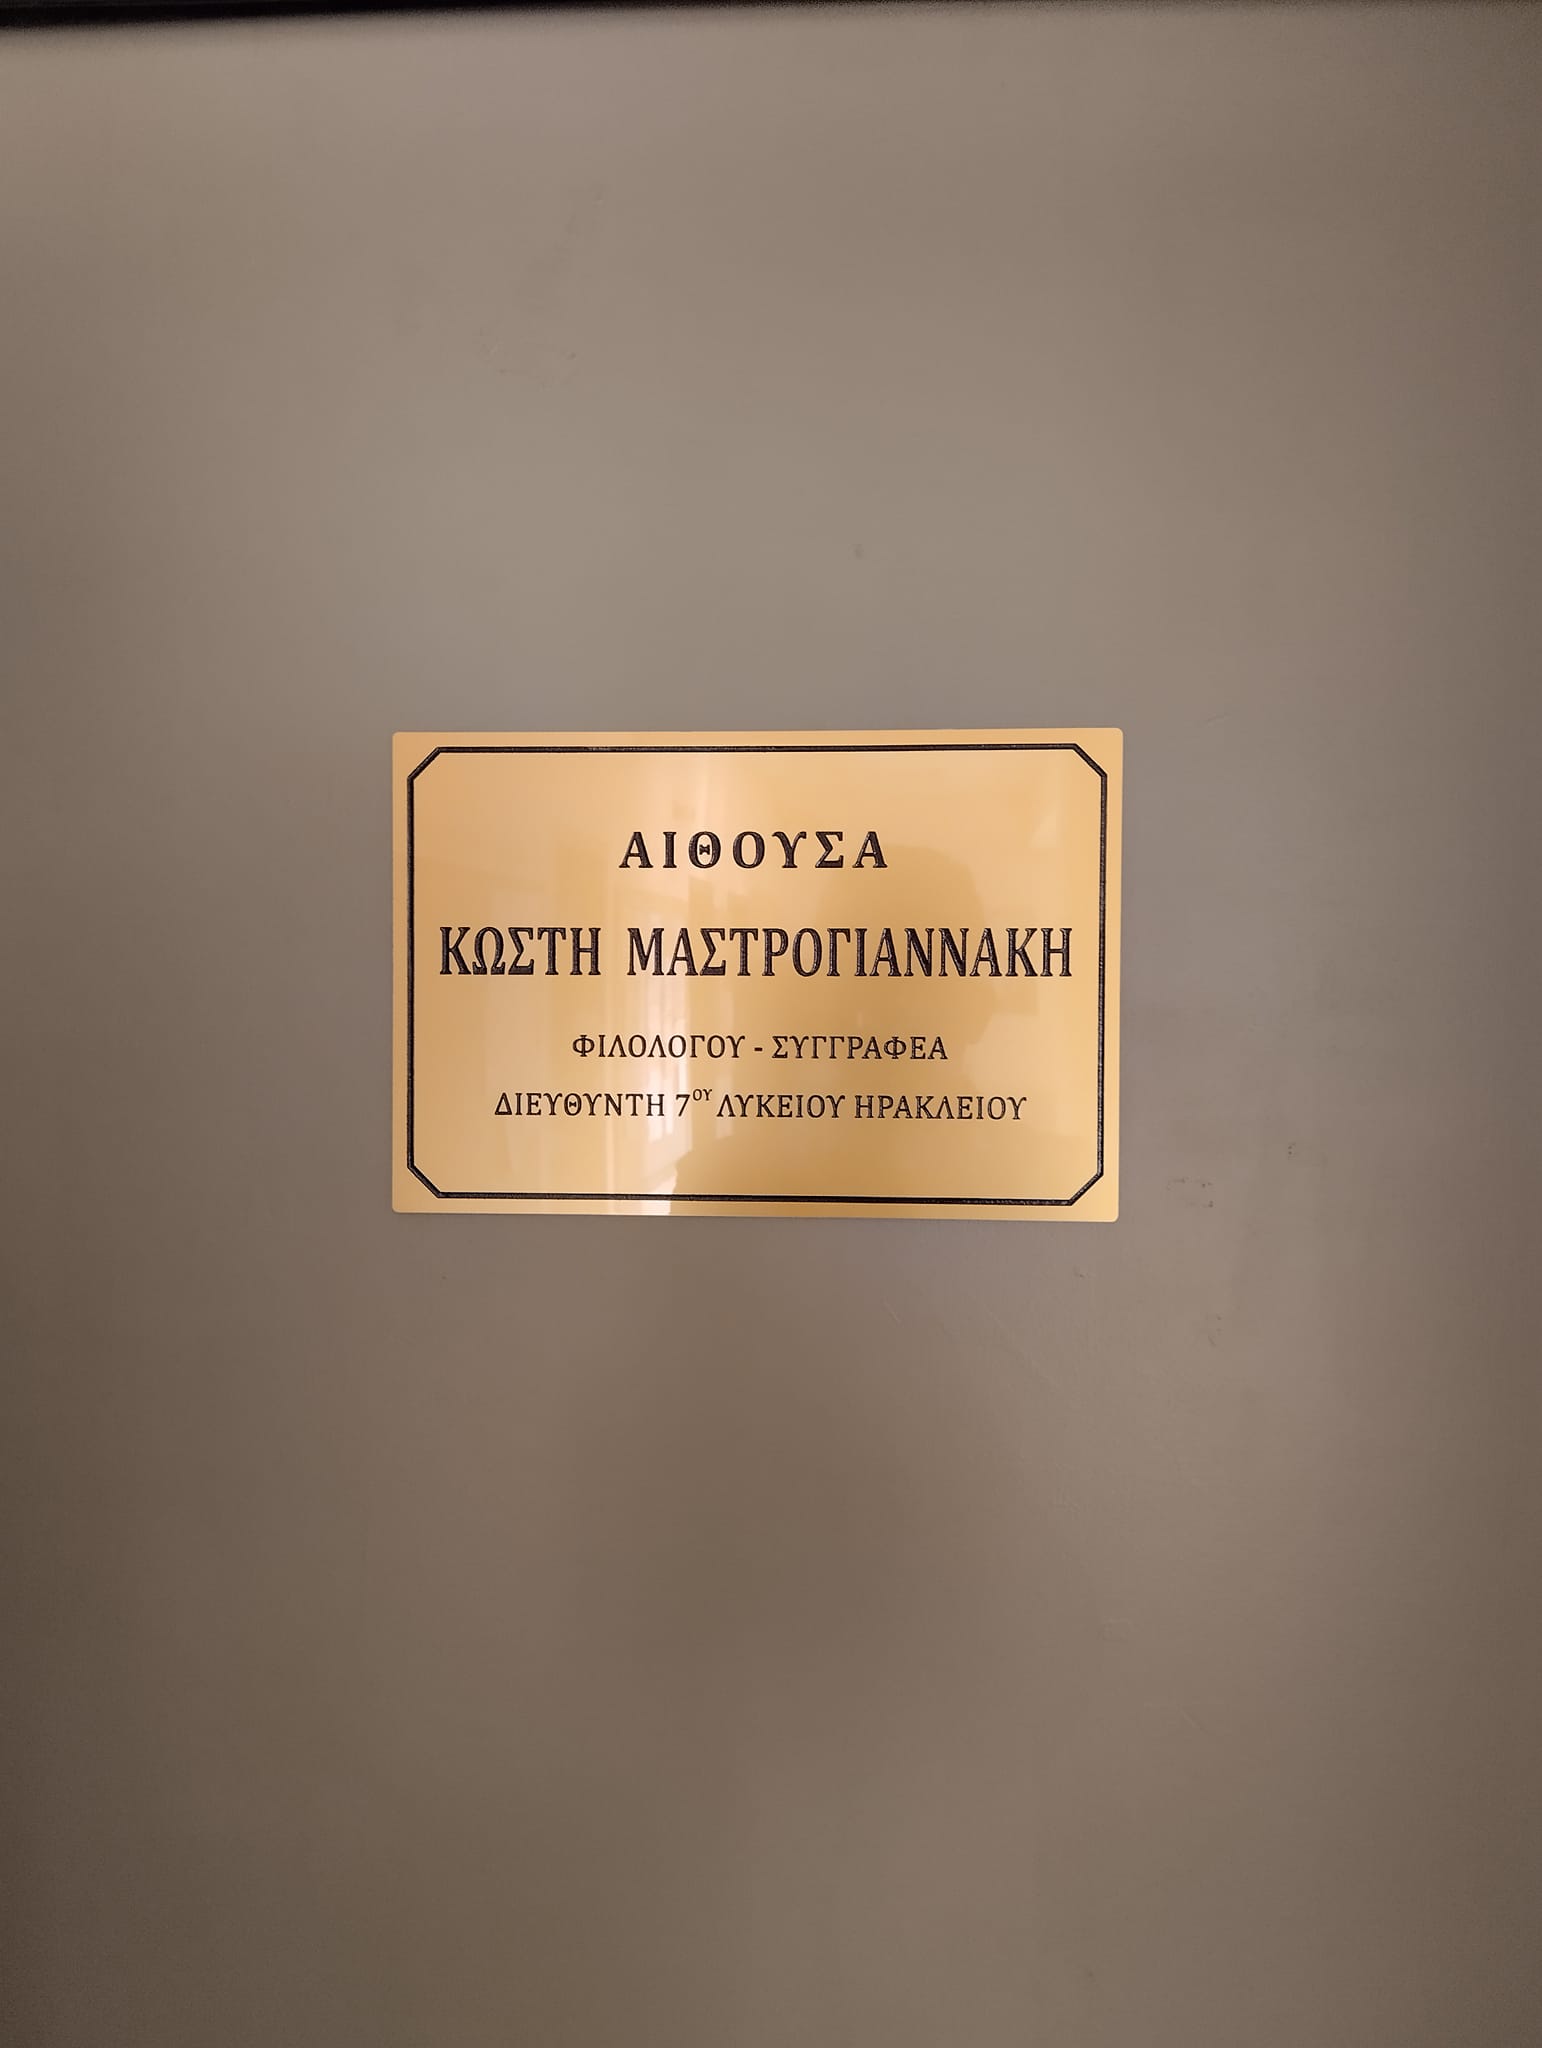 ΑΙΘΟΥΣΑ
ΚΩΣΤΗ ΜΑΣΤΡΟΓΙΑΝΝΑΚΗ
ΦΙΛΟΛΟΓΟΥ - ΣΥΓΓΡΑΦΕΑ
ΔΙΕΥΘΥΝΤΗ 7ΟΥ ΛΥΚΕΙΟΥ ΗΡΑΚΛΕΙΟΥ